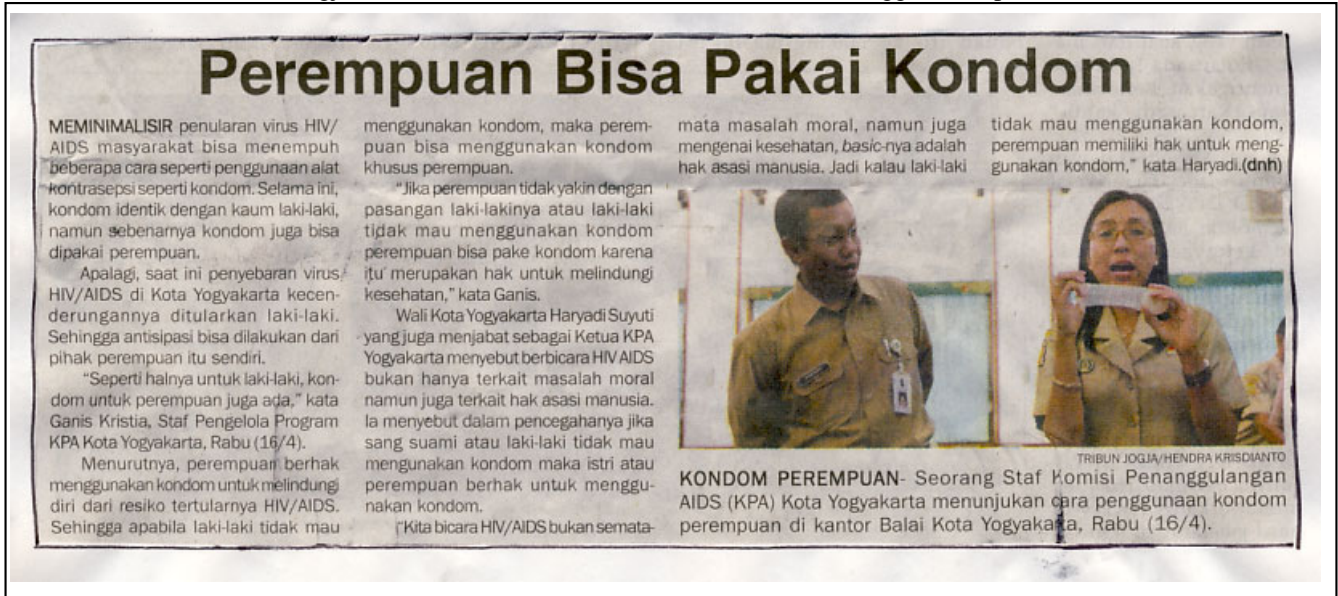 Perempuan Bisa Pakai Kondom
MEMINIMALISIR penularan virus HIV/
AIDS masyarakat bisa menempuh
beberapa cara seperti penggunaan alat
kontrasepsi seperti kondom. Selama ini,
kondom identik dengan kaum laki-laki,
namun sebenarnya kondom juga bisa
dipakai perempuan.
Apalagi, saat ini penyebaran virus
HIV/AIDS di Kota Yogyakarta kecen-
derungannya ditularkan laki-laki.
Sehingga antisipasi bisa dilakukan dari
pihak perempuan itu sendiri.
"Seperti halnya untuk laki-laki, kon-
dom untuk perempuan juga ada," kata
Ganis Kristia, Staf Pengelola Program
KPA Kota Yogyakarta, Rabu (16/4).
Menurutnya, perempuan berhak
menggunakan kondom untuk melindungi
diri dari resiko tertularnya HIV/AIDS.
Sehingga apabila laki-laki tidak mau
menggunakan kondom, maka perem-
puan bisa menggunakan kondom
khusus perempuan.
"Jika perempuan tidak yakin dengan
pasangan laki-lakinya atau laki-laki
tidak mau menggunakan kondom
perempuan bisa pake kondom karena
itu merupakan hak untuk melindungi
kesehatan," kata Ganis.
Wali Kota Yogyakarta Haryadi Suyuti
yang juga menjabat sebagai Ketua KPA
Yogyakarta menyebut berbicara HIV AIDS
bukan hanya terkait masalah moral
namun juga terkait hak asasi manusia.
Ia menyebut dalam pencegahanya jika
sang suami atau laki-laki tidak mau
mengunakan kondom maka istri atau
perempuan berhak untuk menggu-
nakan kondom.
"Kita bicara HIV/AIDS bukan semata-
mata masalah moral, namun juga
mengenai kesehatan, basic-nya adalah
hak asasi manusia. Jadi kalau laki-laki
tidak mau menggunakan kondom,
perempuan memiliki hak untuk meng-
gunakan kondom," kata Haryadi.(dnh)
TRIBUN JOGJA/HENDRA KRISDIANTO
KONDOM PEREMPUAN- Seorang Staf Komisi Penanggulangan
AIDS (KPA) Kota Yogyakarta menunjukan cara penggunaan kondom
perempuan di kantor Balai Kota Yogyakarta, Rabu (16/4).